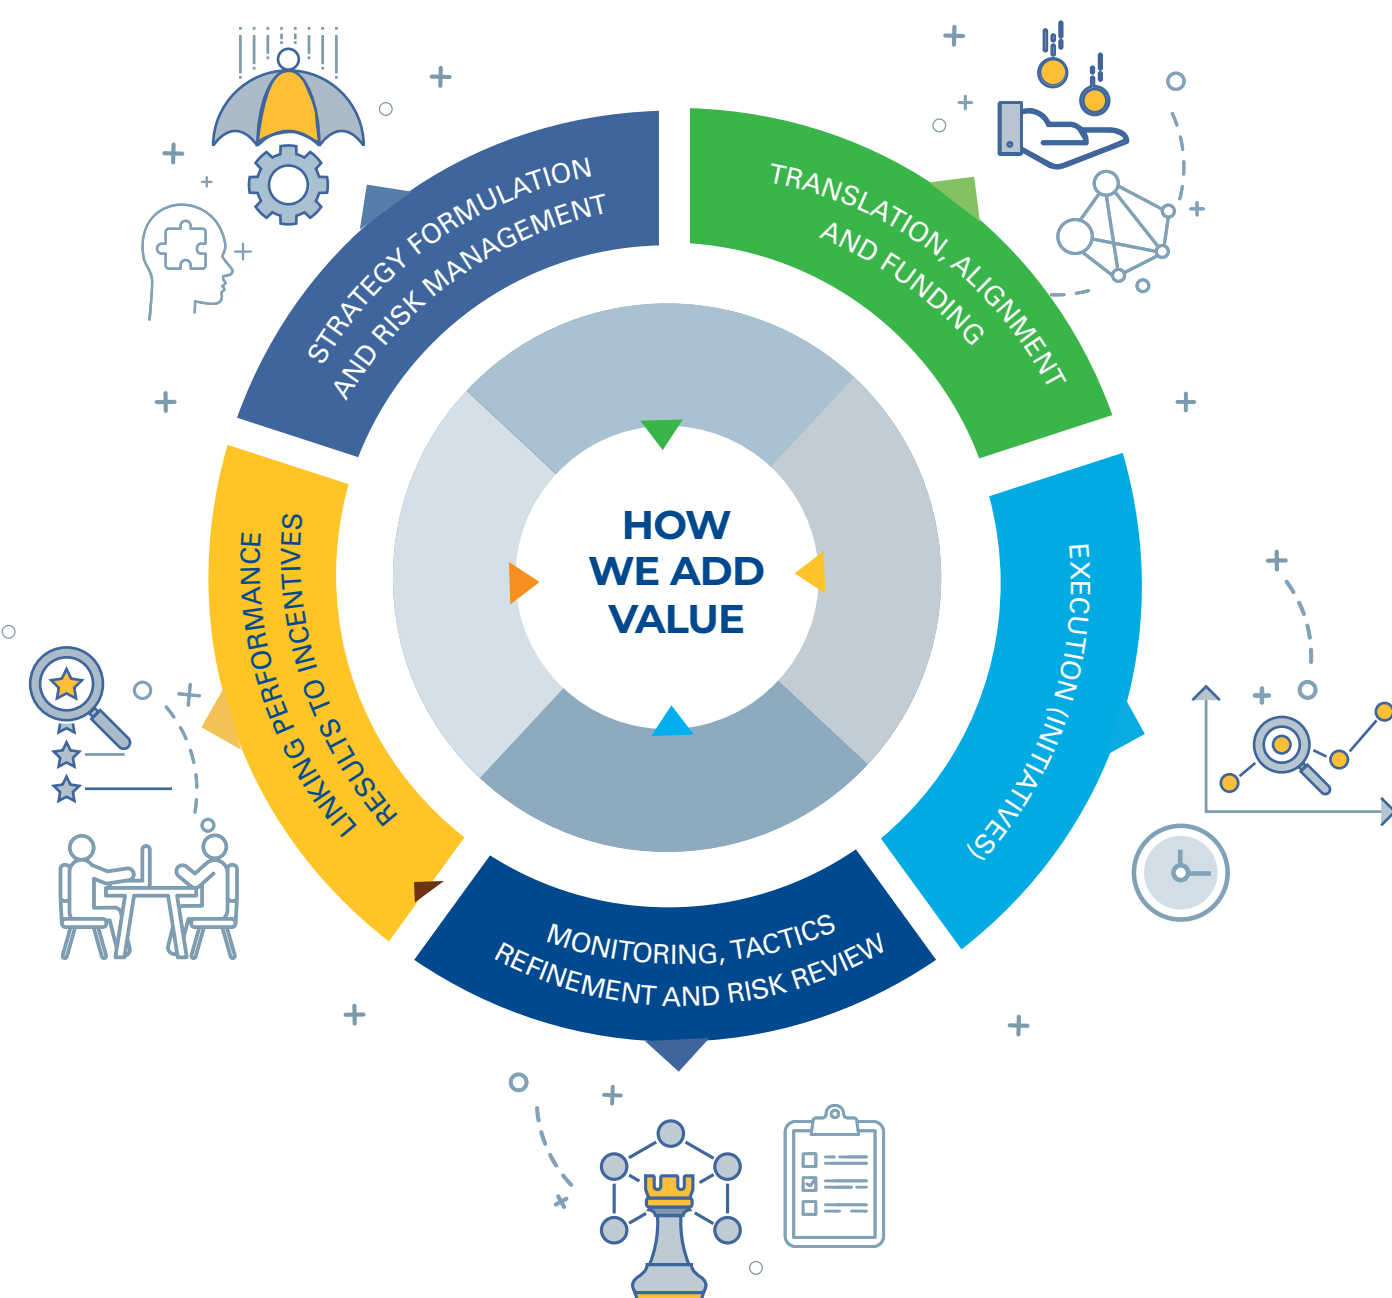 STRATEGY FORMULATION
AND RISK MANAGEMENT
TRANSLATION, ALIGNMENT
AND FUNDING
EXECUTION (INITIATIVES)
MONITORING, TACTICS
REFINEMENT AND RISK REVIEW
LINKING PERFORMANCE
RESULTS TO INCENTIVES
HOW
WE ADD
VALUE